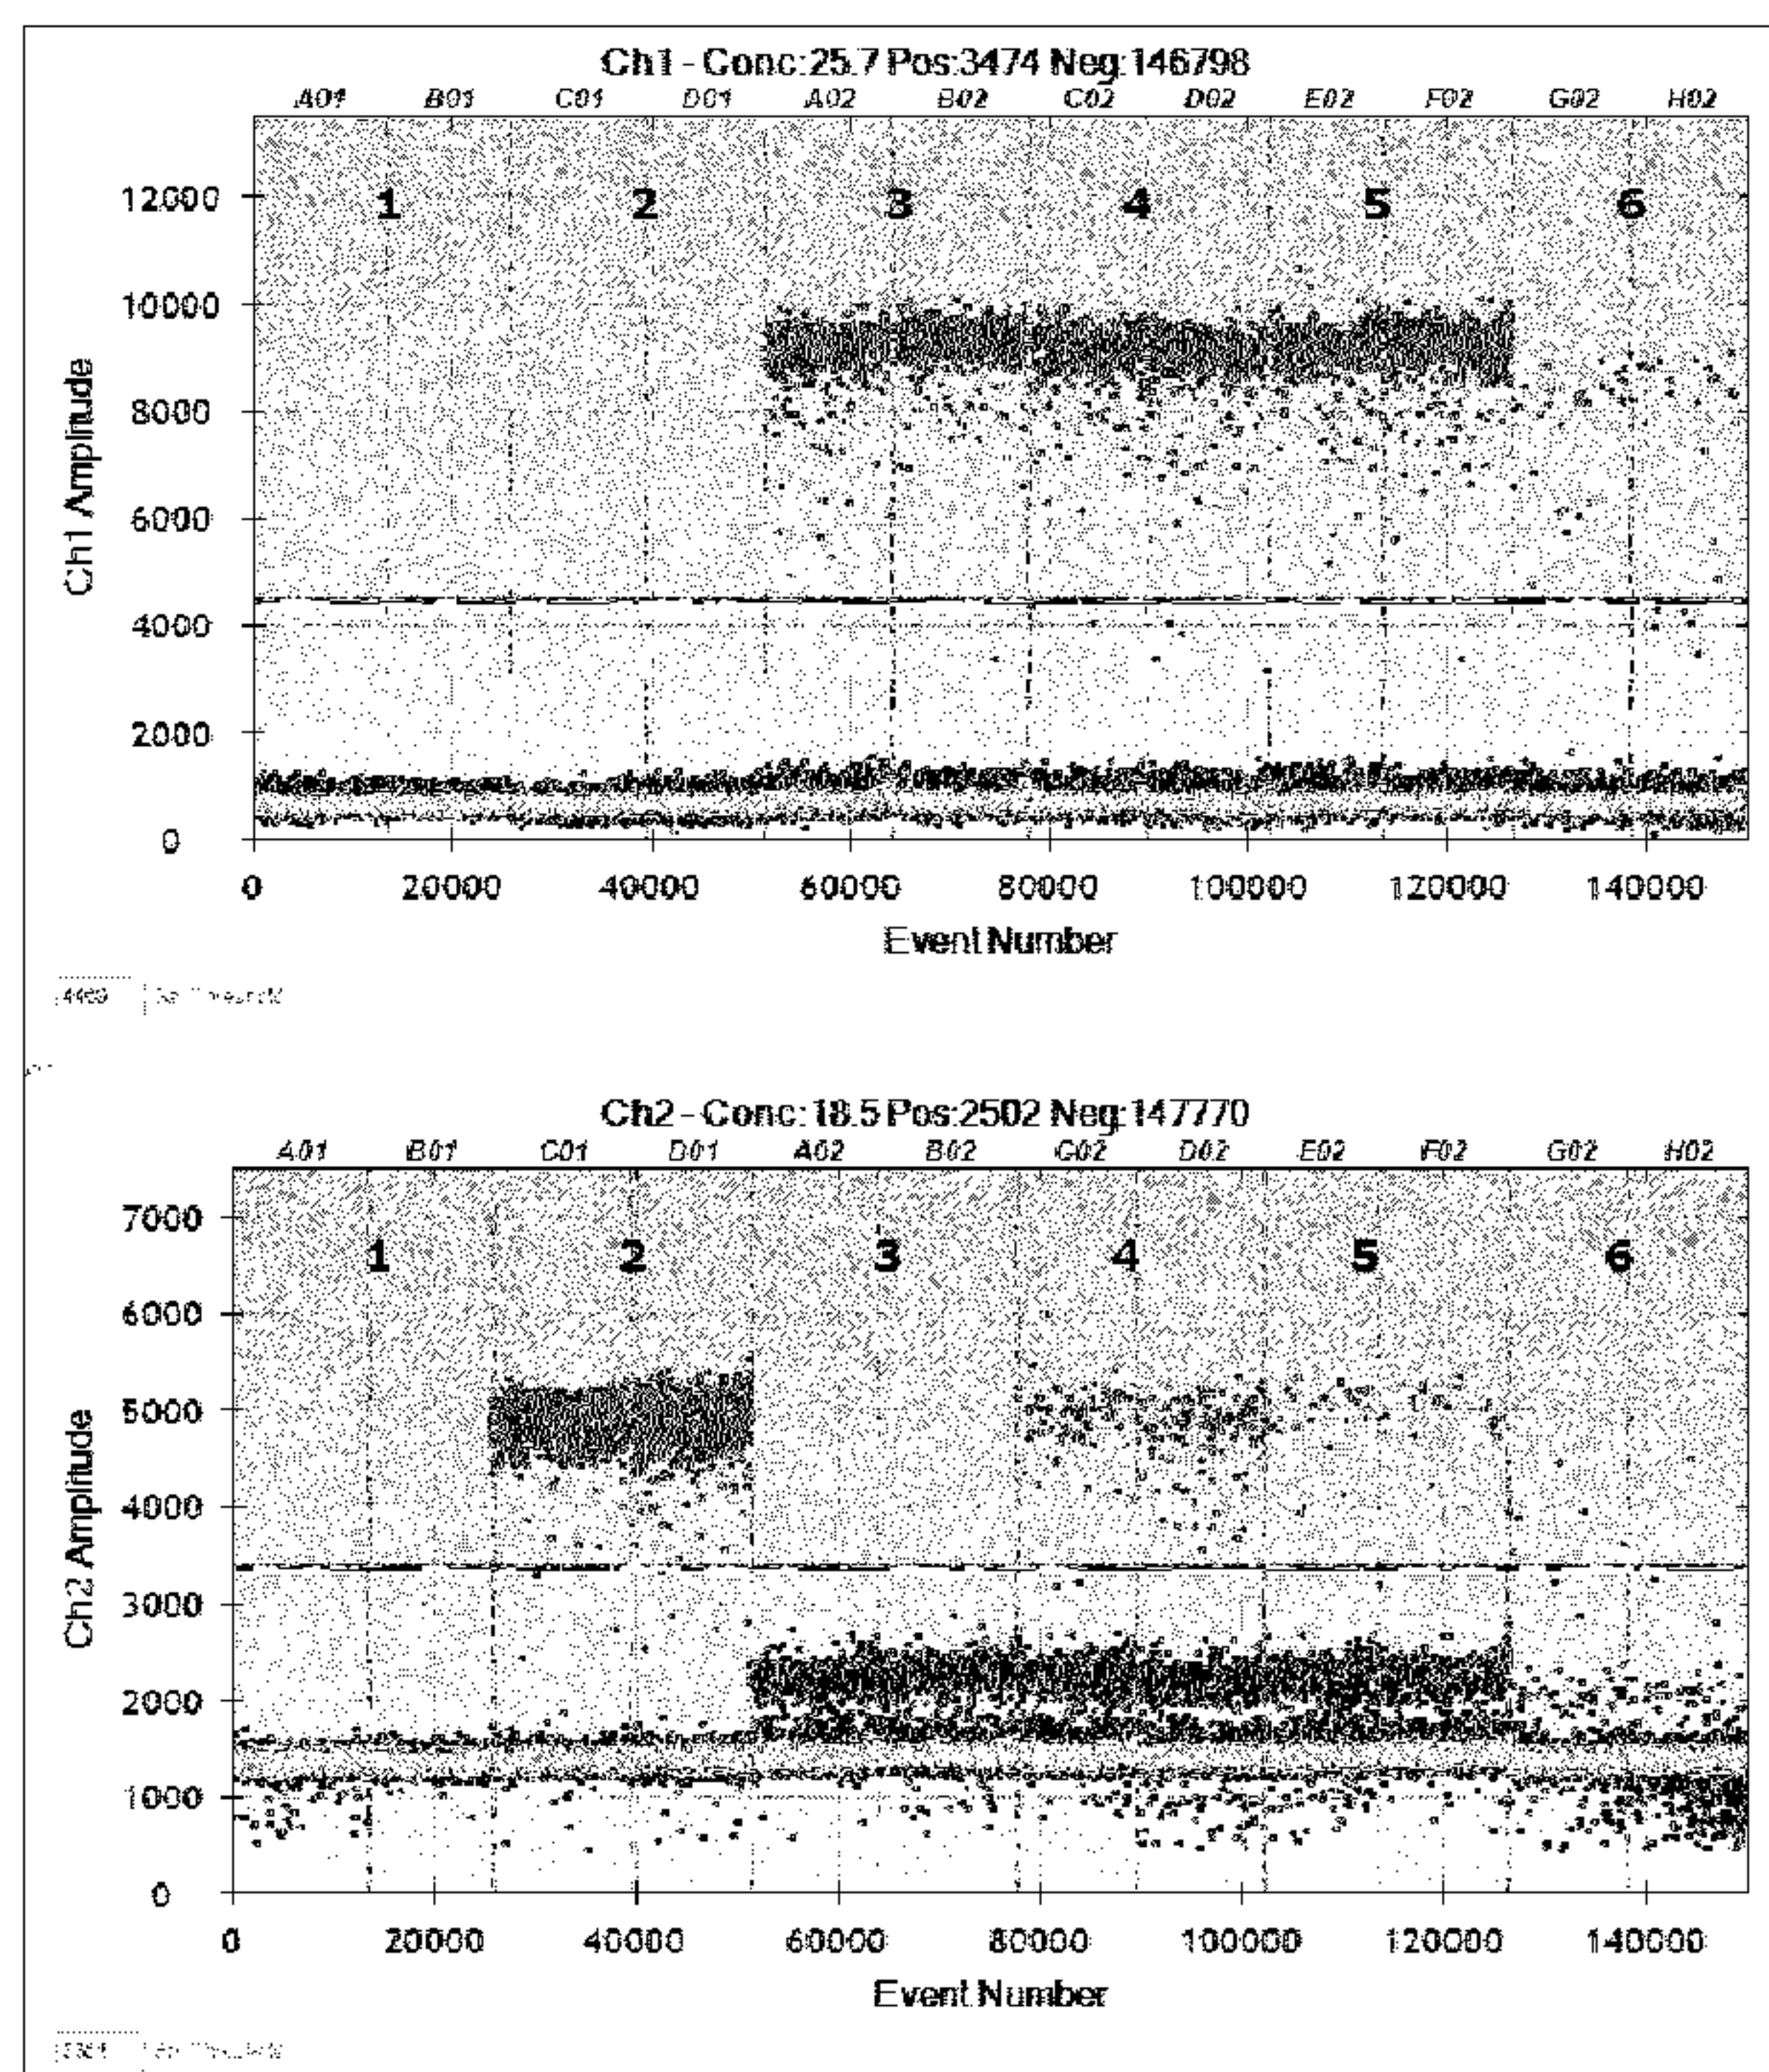 Ch1 - Conc:25.7 Pos:3474 Neg:146798
A01 B01 C01 D01 A02 B02 C02 D02 E02 F02 G02 H02
1 2 3 4 5 6
12000
10000
8000
6000
4000
2000
0
Ch1 Amplitude
0 20000 40000 60000 80000 100000 120000 140000
Event Number
Ch2 - Conc:18.5 Pos:2502 Neg:147770
A01 B01 C01 D01 A02 B02 C02 D02 E02 F02 G02 H02
1 2 3 4 5 6
7000
6000
5000
4000
3000
2000
1000
0
Ch2 Amplitude
0 20000 40000 60000 80000 100000 120000 140000
Event Number